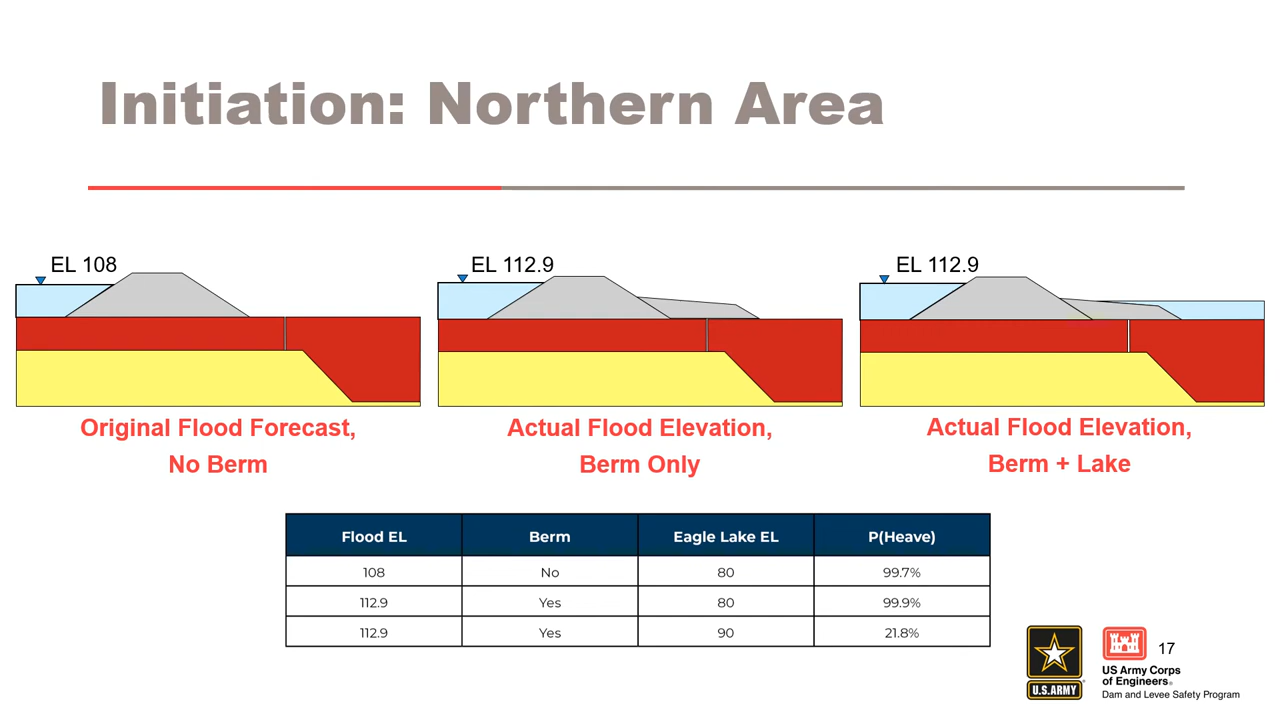 Initiation: Northern Area
EL 108
EL 112.9
EL 112.9
Original Flood Forecast,
No Berm
Actual Flood Elevation,
Berm Only
Actual Flood Elevation,
Berm + Lake
Flood EL Berm Eagle Lake EL P(Heave)
108 No 80 99.7%
112.9 Yes 80 99.9%
112.9 Yes 90 21.8%
U.S.ARMY
17
US Army Corps
of Engineers®
Dam and Levee Safety Program